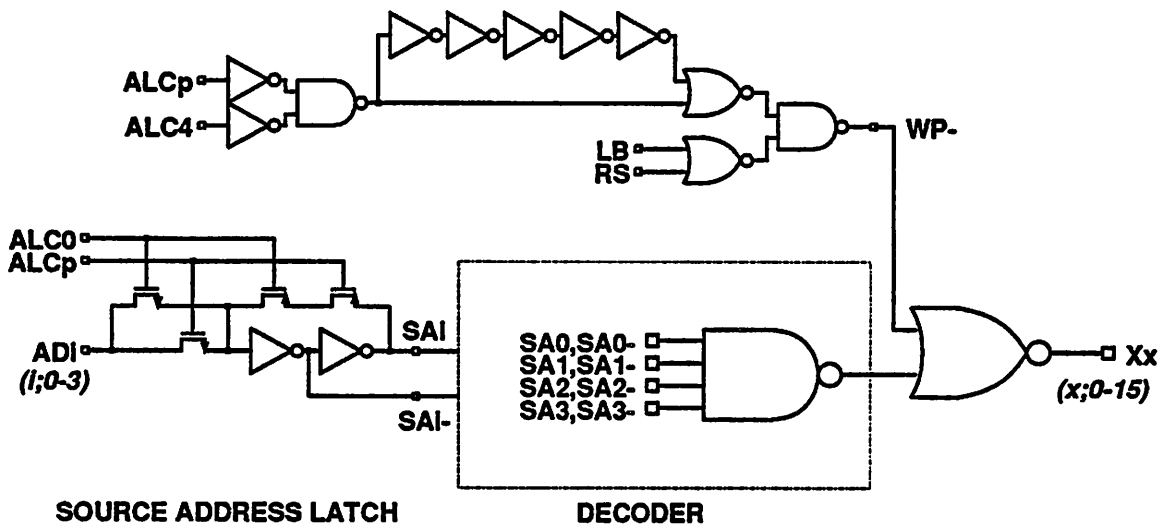 ALCp
ALC4
LB
RS
WP-
ALC0
ALCp
ADi
(i;0-3)
SAi
SAi-
SA0,SA0-
SA1,SA1-
SA2,SA2-
SA3,SA3-
Xx
(x;0-15)
SOURCE ADDRESS LATCH
DECODER